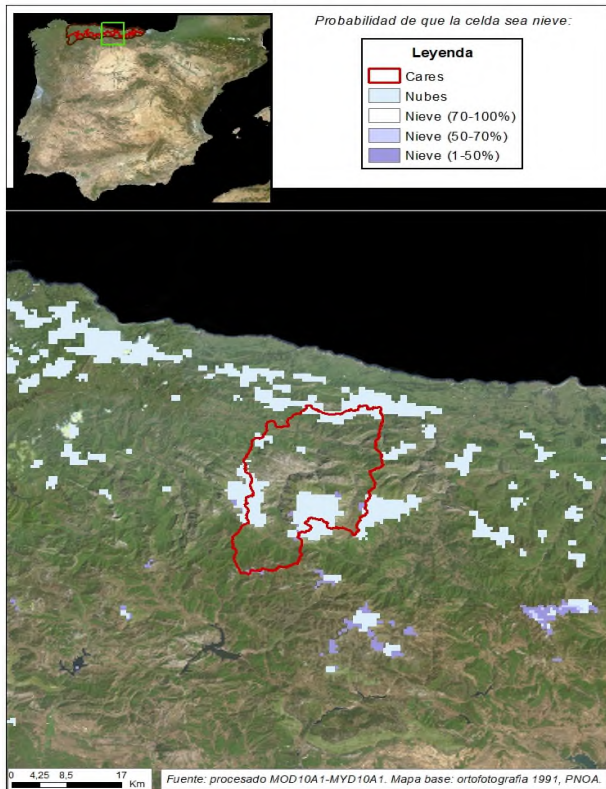 Probabilidad de que la celda sea nieve:
Leyenda
Cares
Nubes
Nieve (70-100%)
Nieve (50-70%)
Nieve (1-50%)
0 4,25 8,5 17
Km
Fuente: procesado MOD10A1-MYD10A1. Mapa base: ortofotografia 1991, PNOA.